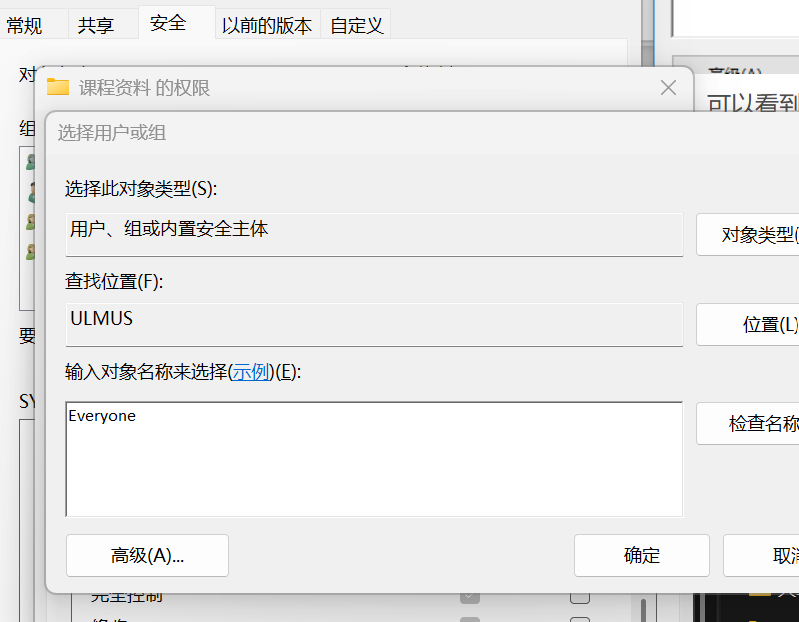 常规 共享 安全 以前的版本 自定义
对
高级(A)
课程资料 的权限
可以看到
选择用户或组
组
选择此对象类型(S):
用户、组或内置安全主体
对象类型(
查找位置(F):
ULMUS
位置(L)
要
输入对象名称来选择(示例)(E):
SY
Everyone
检查名称
高级(A)...
确定
取消
完全控制